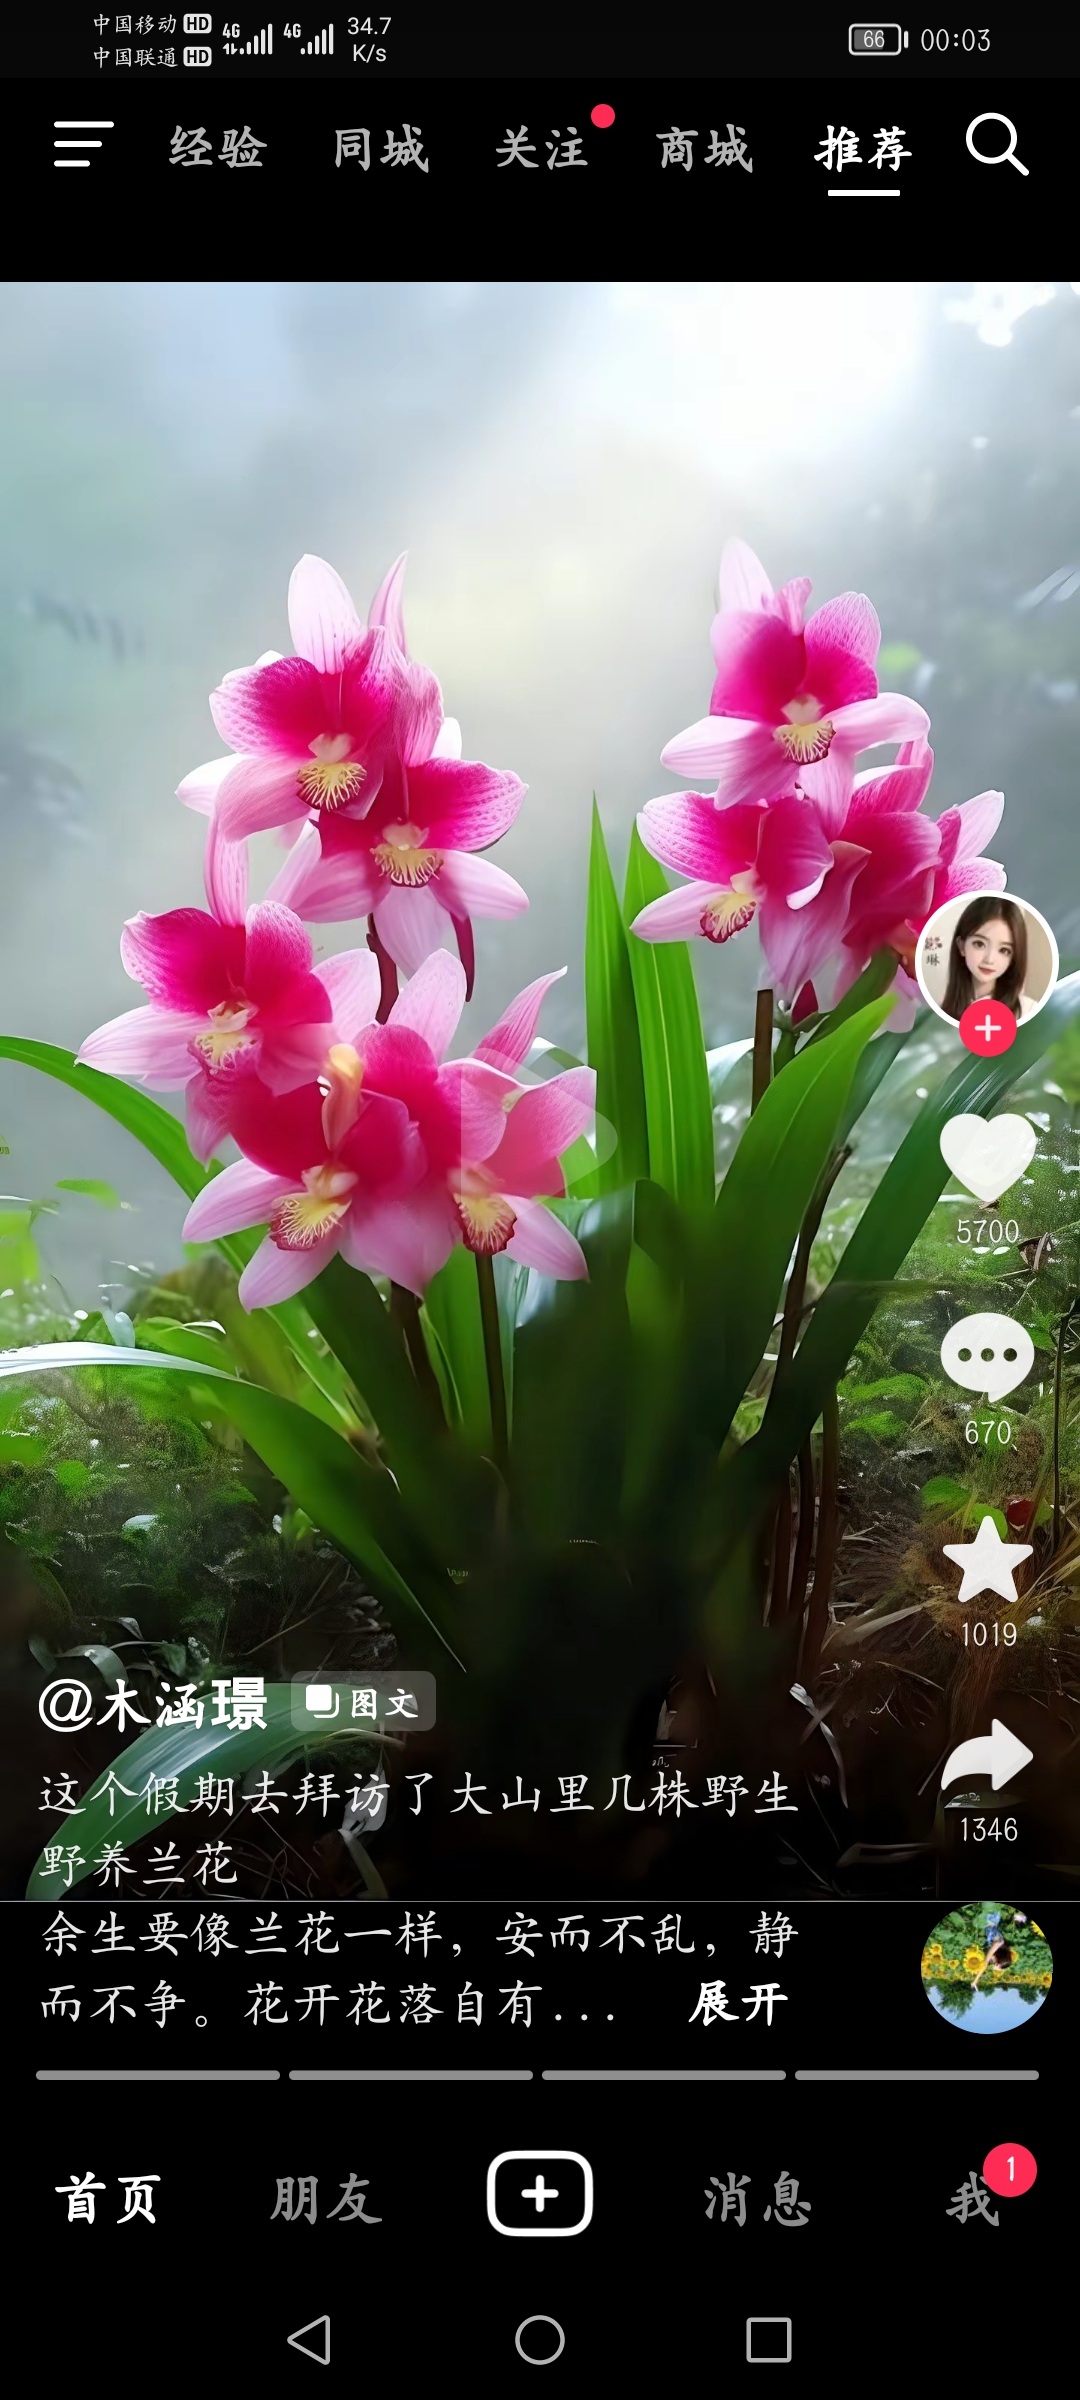 中国移动 HD 4G 4G 34.7 K/s 66 00:03
中国联通 HD
经验 同城 关注 商城 推荐
5700
670
1019
@木涵璟 图文
这个假期去拜访了大山里几株野生
野养兰花
1346
余生要像兰花一样，安而不乱，静
而不争。花开花落自有... 展开
首页 朋友 消息 我 1